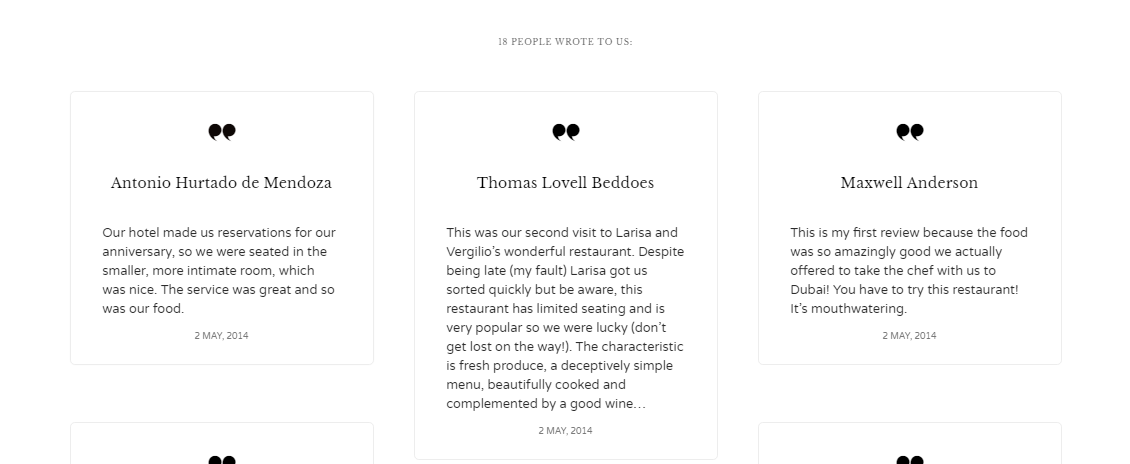 18 PEOPLE WROTE TO US:
Antonio Hurtado de Mendoza
Our hotel made us reservations for our
anniversary, so we were seated in the
smaller, more intimate room, which
was nice. The service was great and so
was our food.
2 MAY, 2014
Thomas Lovell Beddoes
This was our second visit to Larisa and
Vergilio’s wonderful restaurant. Despite
being late (my fault) Larisa got us
sorted quickly but be aware, this
restaurant has limited seating and is
very popular so we were lucky (don’t
get lost on the way!). The characteristic
is fresh produce, a deceptively simple
menu, beautifully cooked and
complemented by a good wine…
2 MAY, 2014
Maxwell Anderson
This is my first review because the food
was so amazingly good we actually
offered to take the chef with us to
Dubai! You have to try this restaurant!
It’s mouthwatering.
2 MAY, 2014